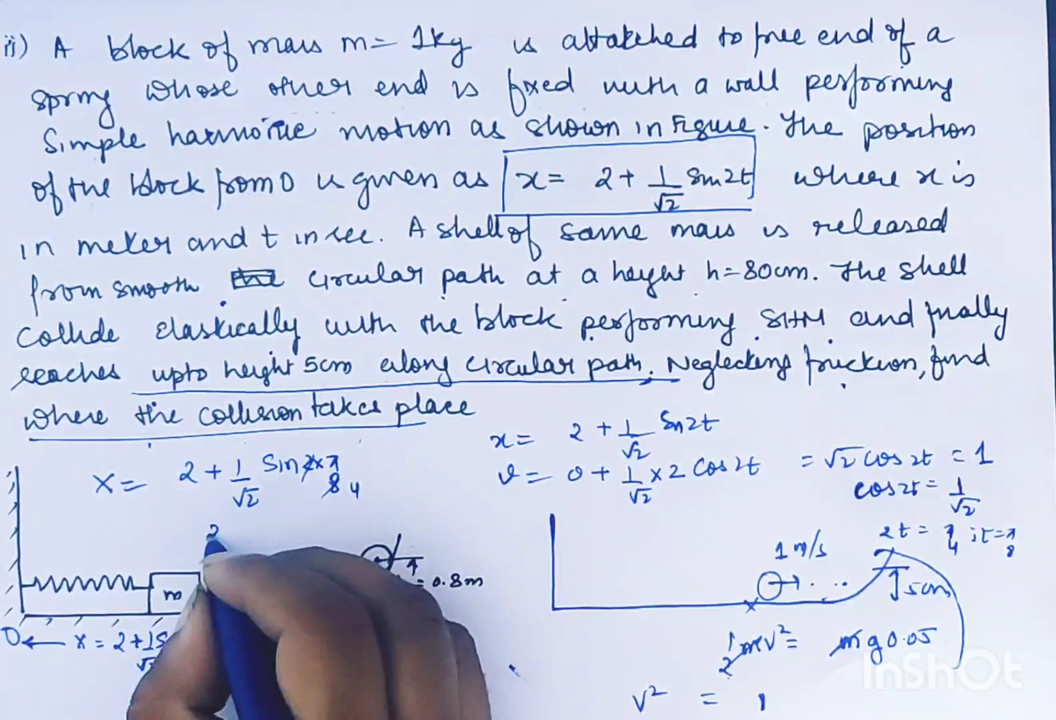 ii) A block of mass m = 1kg is attatched to free end of a
spring whose other end is fixed with a wall performing
Simple harmonic motion as shown in Figure. The position
of the block from O is given as x = 2 + 1/√2 sin2t where x is
in meter and t in sec. A shell of same mass is released
from smooth circular path at a height h=80cm. The shell
collide elastically with the block performing SHM and finally
reaches upto height 5cm along circular path. Neglecting friction, find
where the collision takes place
x = 2 + 1/√2 Sin2t
X = 2 + 1/√2 Sin2×π/8 4
v = 0 + 1/√2 × 2 cos2t = √2 cos2t = 1
cos2t = 1/√2
2t = π/4 ; t = π/8
2
1 m/s
= 0.8m
m
5cm
O ← x = 2 + 1/√2 S
1/2 mv² = mg0.05
v² = 1
InShOt